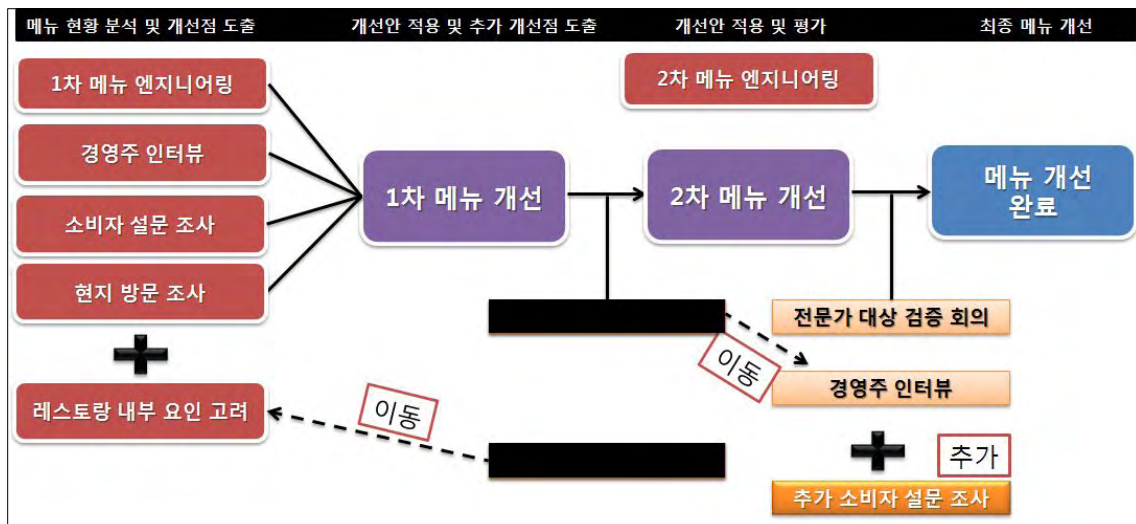 메뉴 현황 분석 및 개선점 도출
개선안 적용 및 추가 개선점 도출
개선안 적용 및 평가
최종 메뉴 개선
1차 메뉴 엔지니어링
2차 메뉴 엔지니어링
경영주 인터뷰
소비자 설문 조사
현지 방문 조사
1차 메뉴 개선
2차 메뉴 개선
메뉴 개선
완료
전문가 대상 검증 회의
이동
경영주 인터뷰
레스토랑 내부 요인 고려
이동
추가
추가 소비자 설문 조사